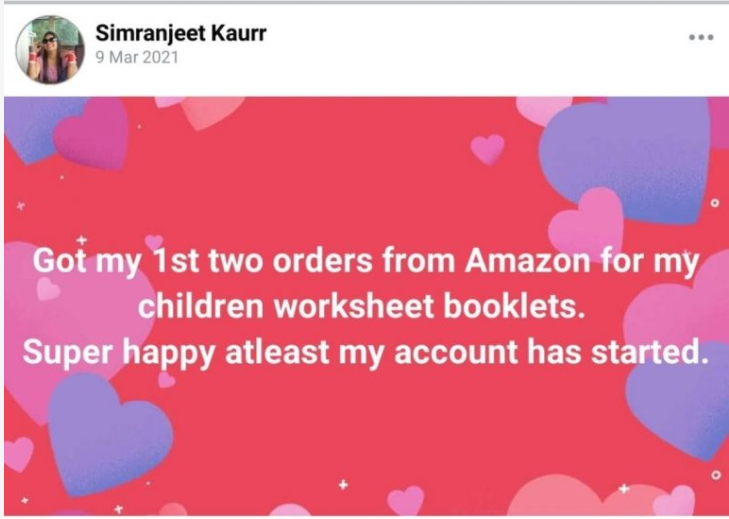 Simranjeet Kaurr
9 Mar 2021
Got my 1st two orders from Amazon for my
children worksheet booklets.
Super happy atleast my account has started.